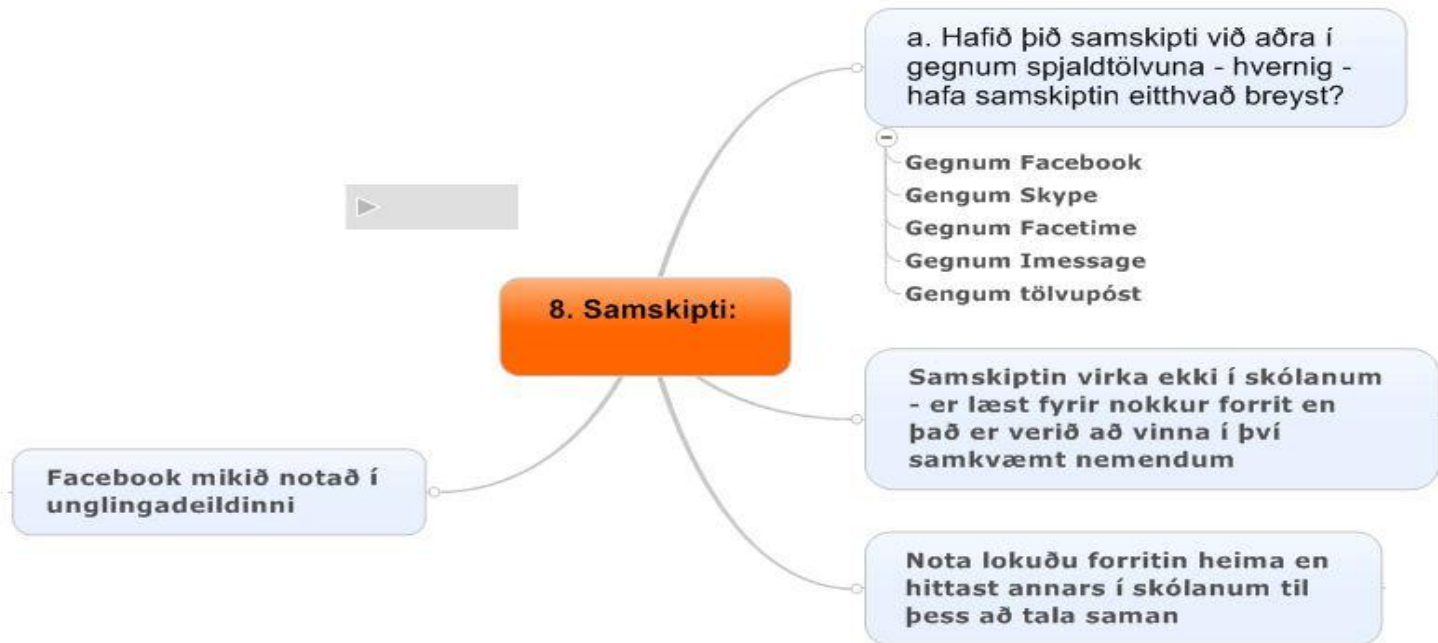 a. Hafið þið samskipti við aðra í
gegnum spjaldtölvuna - hvernig -
hafa samskiptin eitthvað breyst?
Gegnum Facebook
Gengum Skype
Gegnum Facetime
Gegnum Imessage
Gengum tölvupóst
8. Samskipti:
Samskiptin virka ekki í skólanum
- er læst fyrir nokkur forrit en
það er verið að vinna í því
samkvæmt nemendum
Facebook mikið notað í
unglingadeildinni
Nota lokuðu forritin heima en
hittast annars í skólanum til
þess að tala saman